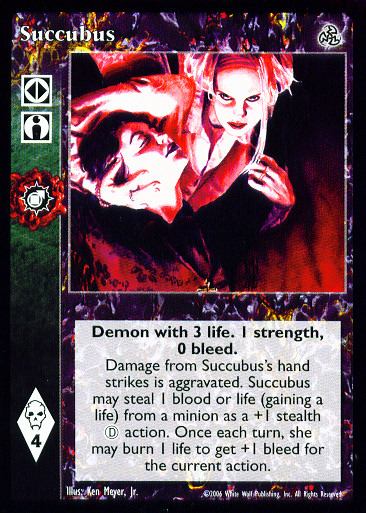 Succubus
Demon with 3 life. 1 strength,
0 bleed.
Damage from Succubus's hand
strikes is aggravated. Succubus
may steal 1 blood or life (gaining a
life) from a minion as a +1 stealth
Ⓓ action. Once each turn, she
may burn 1 life to get +1 bleed for
the current action.
4
Illus: Ken Meyer, Jr.
©2006 White Wolf Publishing, Inc. All Rights Reserved.